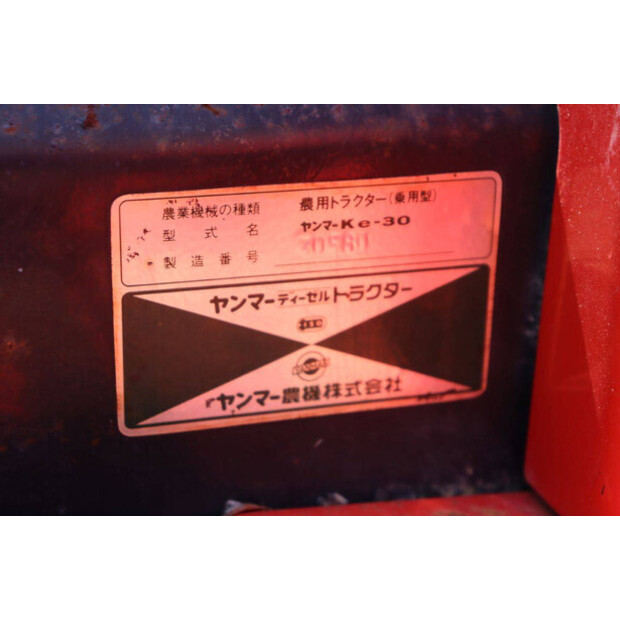 農業機械の種類 農用トラクター(乗用型)
型式名 ヤンマーKe-30
製造番号
ヤンマーディーゼルトラクター
ヤンマー農機株式会社